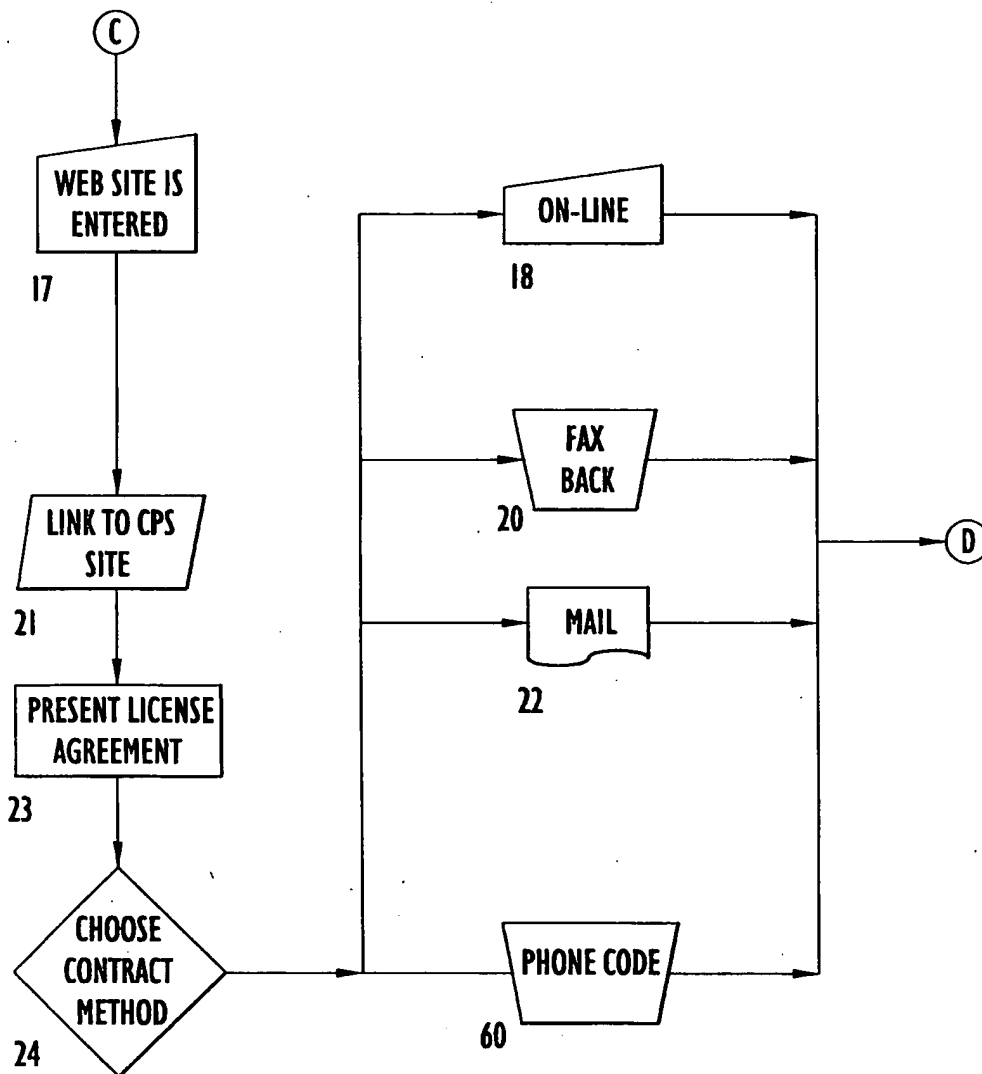 C
WEB SITE IS
ENTERED
17
LINK TO CPS
SITE
21
PRESENT LICENSE
AGREEMENT
23
CHOOSE
CONTRACT
METHOD
24
ON-LINE
18
FAX
BACK
20
MAIL
22
PHONE CODE
60
D